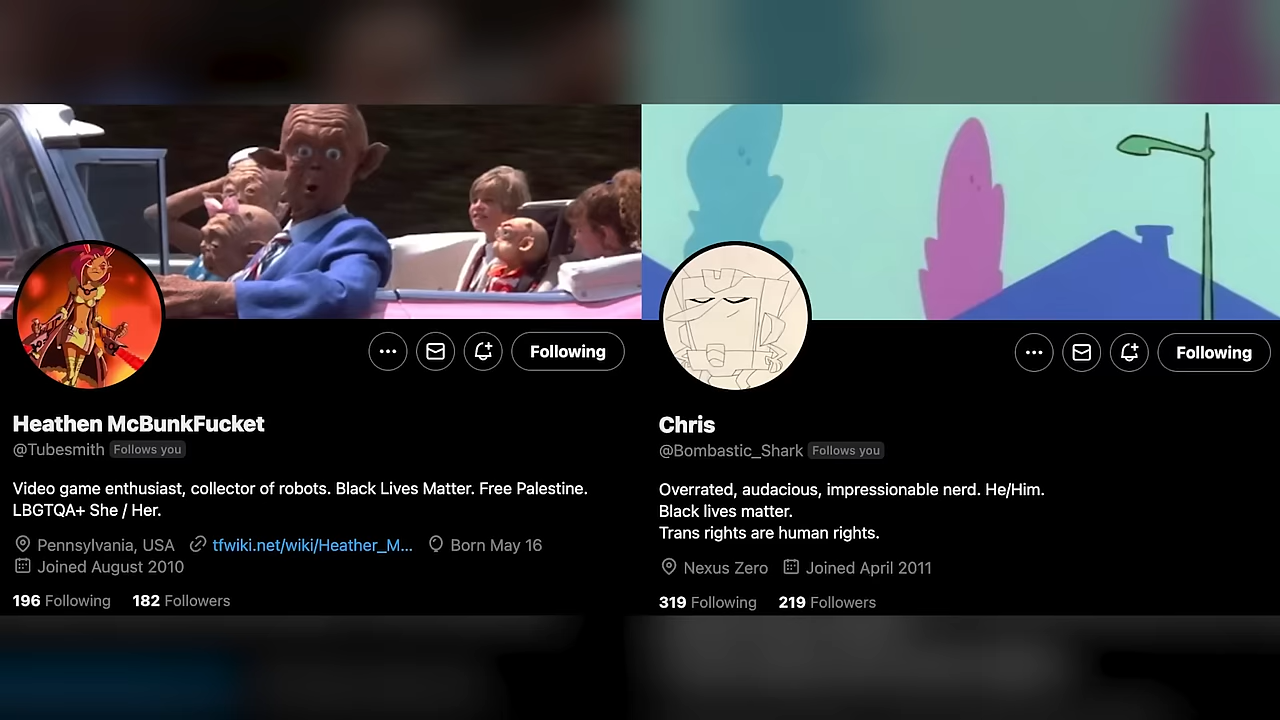 Following
Heathen McBunkFucket
@Tubesmith Follows you
Video game enthusiast, collector of robots. Black Lives Matter. Free Palestine.
LBGTQA+ She / Her.
Pennsylvania, USA tfwiki.net/wiki/Heather_M... Born May 16
Joined August 2010
196 Following 182 Followers
Following
Chris
@Bombastic_Shark Follows you
Overrated, audacious, impressionable nerd. He/Him.
Black lives matter.
Trans rights are human rights.
Nexus Zero Joined April 2011
319 Following 219 Followers